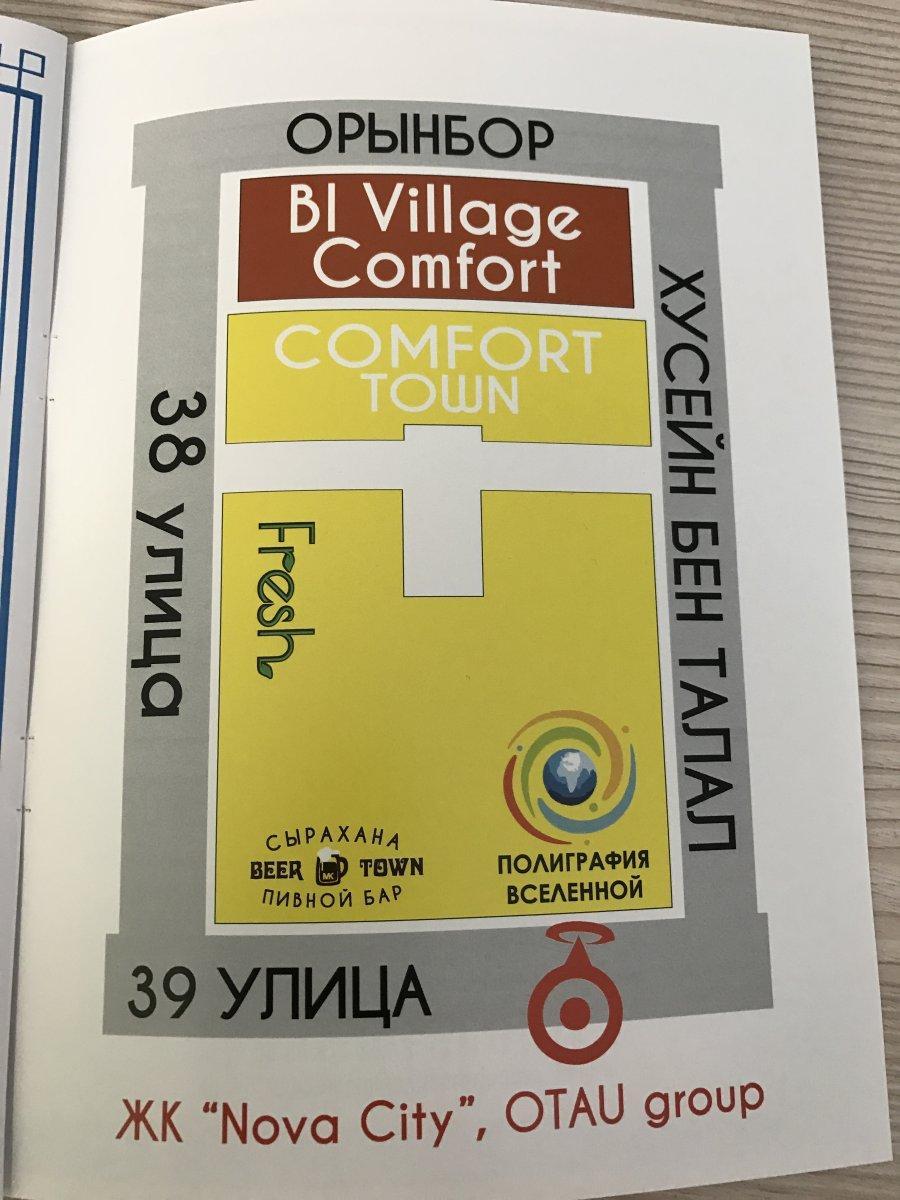 ОРЫНБОР
BI Village
Comfort
COMFORT
TOWN
ХУСЕЙН БЕН ТАЛАЛ
38 улица
Fresh
СЫРАХАНА
BEER MK TOWN
ПИВНОЙ БАР
ПОЛИГРАФИЯ
ВСЕЛЕННОЙ
39 УЛИЦА
ЖК “Nova City”, OTAU group